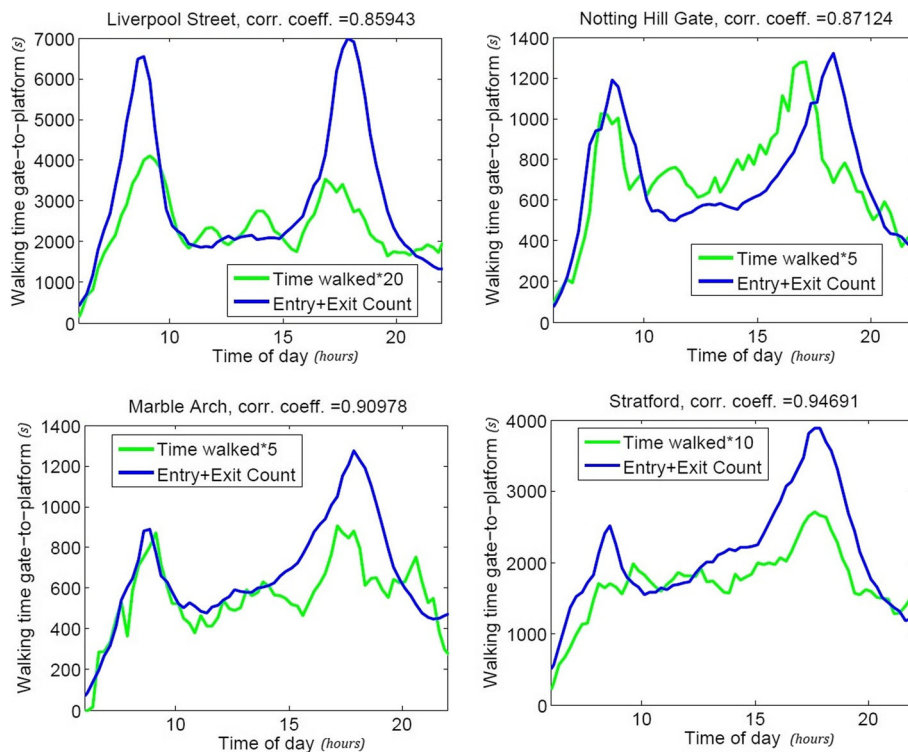 Liverpool Street, corr. coeff. =0.85943
Walking time gate-to-platform (s)
7000
6000
5000
4000
3000
2000
1000
0
Time walked*20
Entry+Exit Count
10
15
20
Time of day (hours)
Notting Hill Gate, corr. coeff. =0.87124
Walking time gate-to-platform (s)
1400
1200
1000
800
600
400
200
0
Time walked*5
Entry+Exit Count
10
15
20
Time of day (hours)
Marble Arch, corr. coeff. =0.90978
Walking time gate-to-platform (s)
1400
1200
1000
800
600
400
200
0
Time walked*5
Entry+Exit Count
10
15
20
Time of day (hours)
Stratford, corr. coeff. =0.94691
Walking time gate-to-platform (s)
4000
3000
2000
1000
0
Time walked*10
Entry+Exit Count
10
15
20
Time of day (hours)